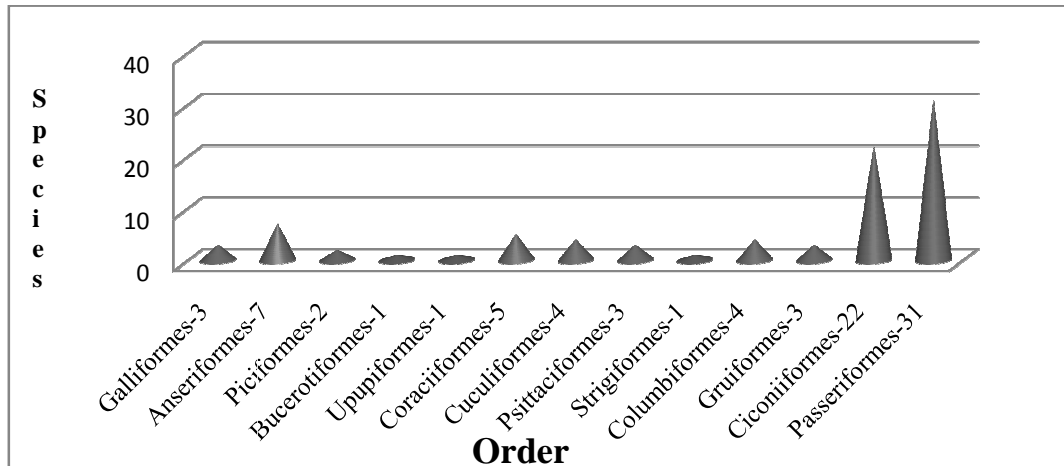 Species
40
30
20
10
0
Galliformes-3
Anseriformes-7
Piciformes-2
Bucerotiformes-1
Upupiformes-1
Coraciiformes-5
Cuculiformes-4
Psittaciformes-3
Strigiformes-1
Columbiformes-4
Gruiformes-3
Ciconiiformes-22
Passeriformes-31
Order